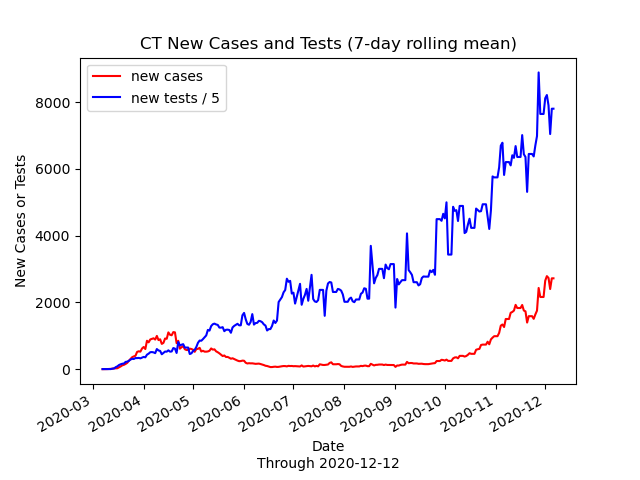 CT New Cases and Tests (7-day rolling mean)
new cases
new tests / 5
New Cases or Tests
8000
6000
4000
2000
0
2020-03
2020-04
2020-05
2020-06
2020-07
2020-08
2020-09
2020-10
2020-11
2020-12
Date
Through 2020-12-12